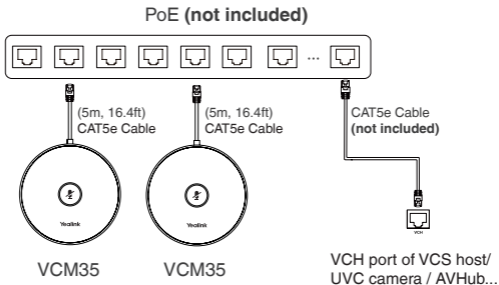 PoE (not included)
...
(5m, 16.4ft)
CAT5e Cable
(5m, 16.4ft)
CAT5e Cable
CAT5e Cable
(not included)
Yealink
Yealink
VCH
VCM35
VCM35
VCH port of VCS host/
UVC camera / AVHub...